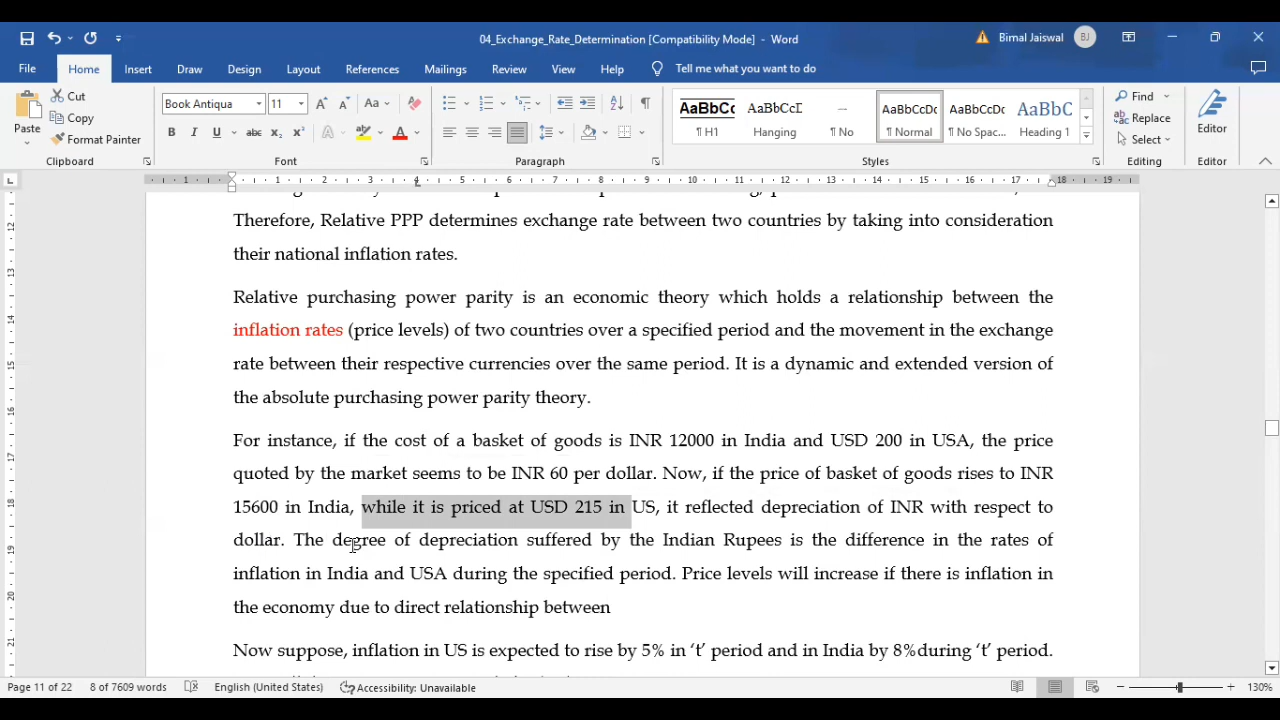 04_Exchange_Rate_Determination [Compatibility Mode] - Word
Bimal Jaiswal
BJ
File Home Insert Draw Design Layout References Mailings Review View Help Tell me what you want to do
Paste
Cut
Copy
Format Painter
Clipboard
Book Antiqua 11
Font
Paragraph
AaBbCc ¶ H1
AaBbCcD Hanging
¶ No
AaBbCcDc ¶ Normal
AaBbCcDc ¶ No Spac...
AaBbC Heading 1
Styles
Find
Replace
Select
Editing
Editor
Editor
Therefore, Relative PPP determines exchange rate between two countries by taking into consideration
their national inflation rates.
Relative purchasing power parity is an economic theory which holds a relationship between the
inflation rates (price levels) of two countries over a specified period and the movement in the exchange
rate between their respective currencies over the same period. It is a dynamic and extended version of
the absolute purchasing power parity theory.
For instance, if the cost of a basket of goods is INR 12000 in India and USD 200 in USA, the price
quoted by the market seems to be INR 60 per dollar. Now, if the price of basket of goods rises to INR
15600 in India, while it is priced at USD 215 in US, it reflected depreciation of INR with respect to
dollar. The degree of depreciation suffered by the Indian Rupees is the difference in the rates of
inflation in India and USA during the specified period. Price levels will increase if there is inflation in
the economy due to direct relationship between
Now suppose, inflation in US is expected to rise by 5% in ‘t’ period and in India by 8%during ‘t’ period.
Page 11 of 22 8 of 7609 words English (United States) Accessibility: Unavailable 130%